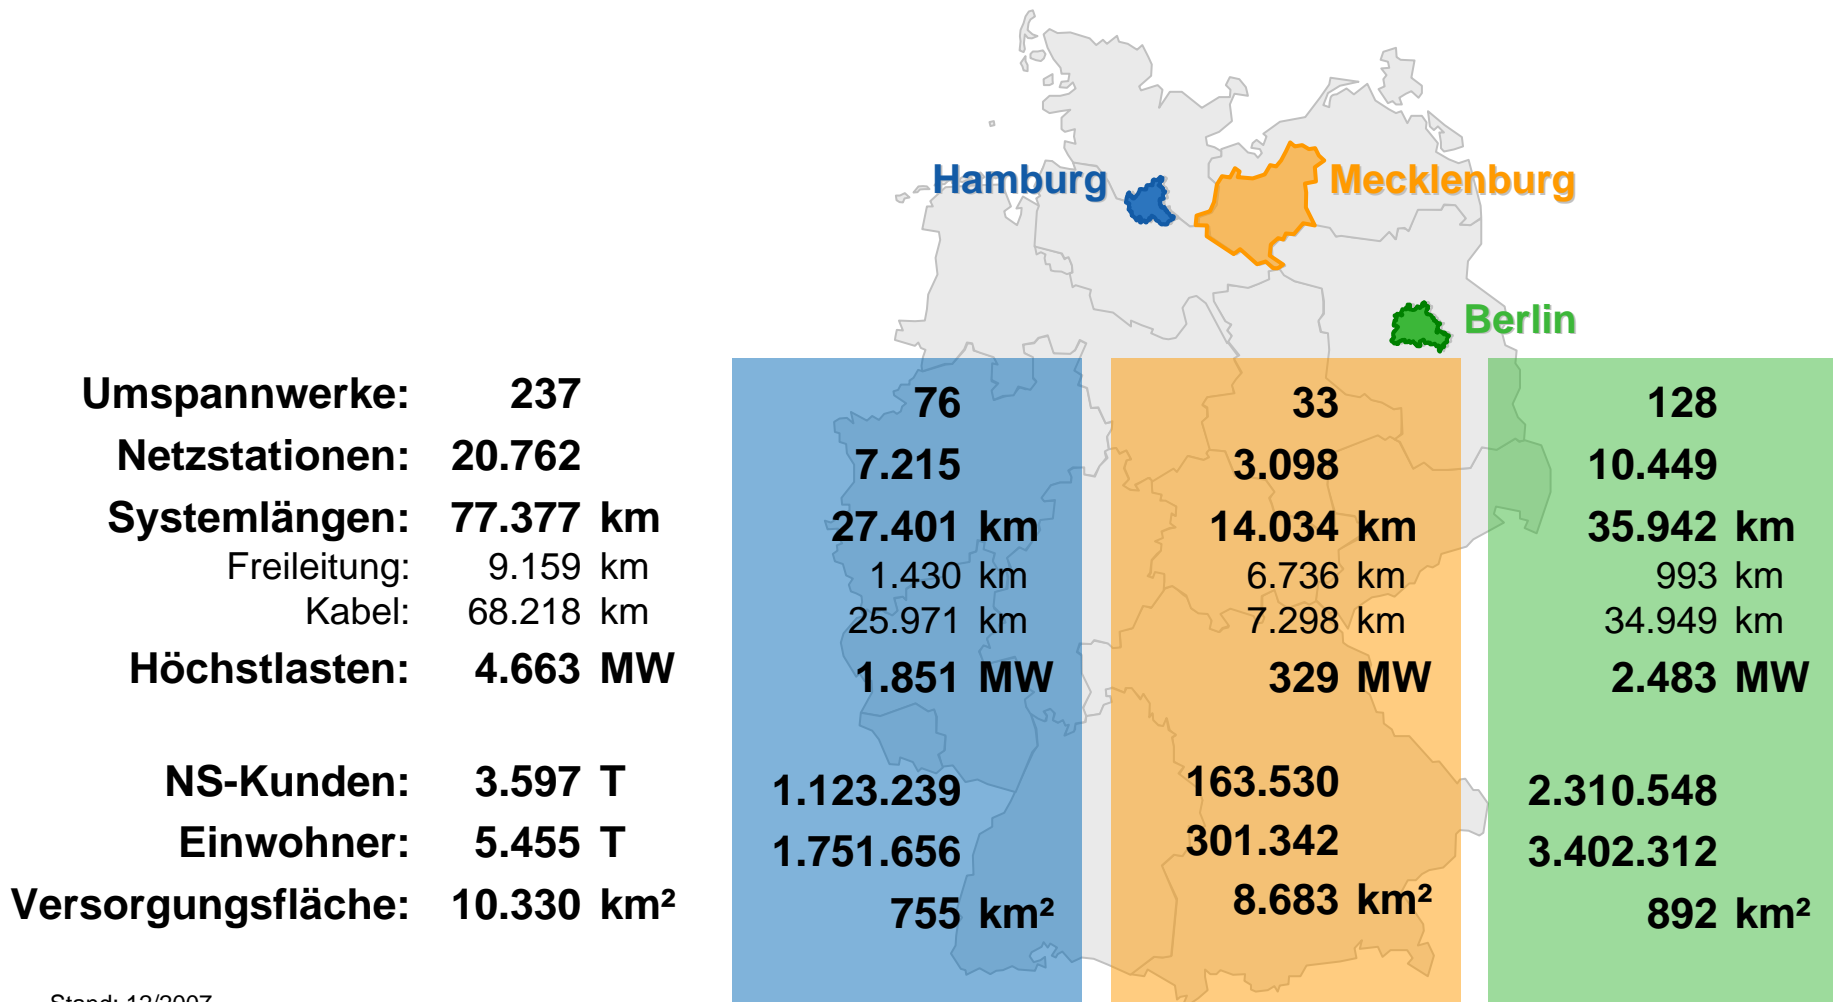 Hamburg
Mecklenburg
Berlin
Umspannwerke: 237 76 33 128
Netzstationen: 20.762 7.215 3.098 10.449
Systemlängen: 77.377 km 27.401 km 14.034 km 35.942 km
Freileitung: 9.159 km 1.430 km 6.736 km 993 km
Kabel: 68.218 km 25.971 km 7.298 km 34.949 km
Höchstlasten: 4.663 MW 1.851 MW 329 MW 2.483 MW
NS-Kunden: 3.597 T 1.123.239 163.530 2.310.548
Einwohner: 5.455 T 1.751.656 301.342 3.402.312
Versorgungsfläche: 10.330 km² 755 km² 8.683 km² 892 km²
Stand: 12/2007